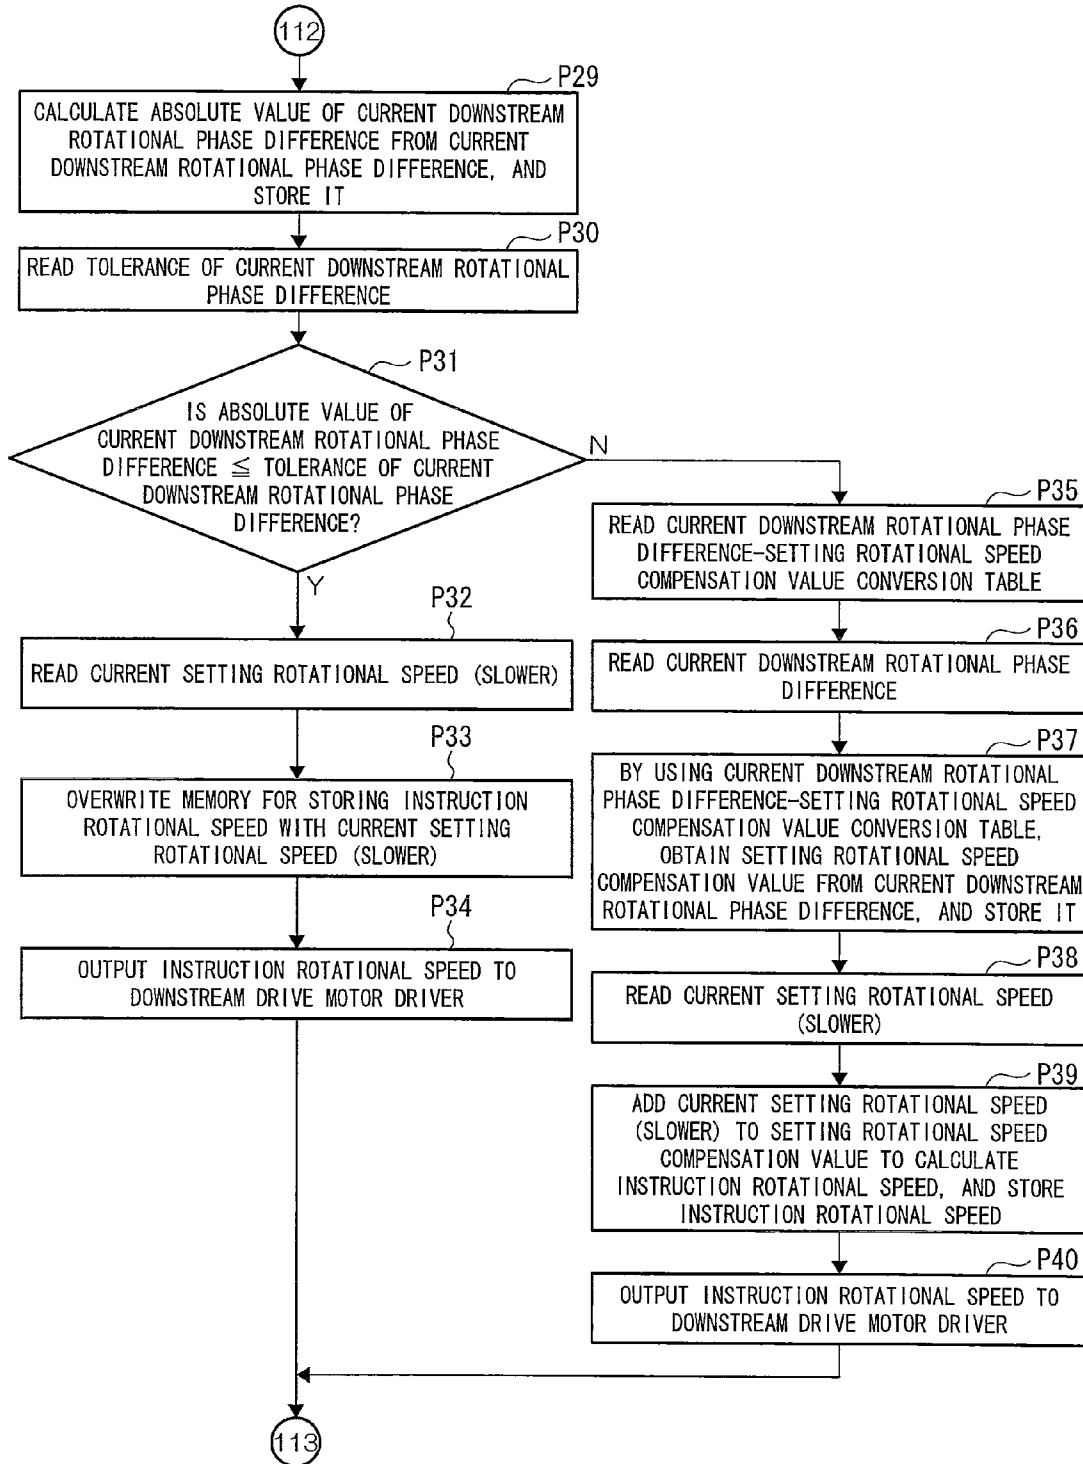 112
P29
CALCULATE ABSOLUTE VALUE OF CURRENT DOWNSTREAM
ROTATIONAL PHASE DIFFERENCE FROM CURRENT
DOWNSTREAM ROTATIONAL PHASE DIFFERENCE, AND
STORE IT
P30
READ TOLERANCE OF CURRENT DOWNSTREAM ROTATIONAL
PHASE DIFFERENCE
P31
IS ABSOLUTE VALUE OF
CURRENT DOWNSTREAM ROTATIONAL PHASE
DIFFERENCE ≦ TOLERANCE OF CURRENT
DOWNSTREAM ROTATIONAL PHASE
DIFFERENCE?
N
Y
P32
READ CURRENT SETTING ROTATIONAL SPEED (SLOWER)
P33
OVERWRITE MEMORY FOR STORING INSTRUCTION
ROTATIONAL SPEED WITH CURRENT SETTING
ROTATIONAL SPEED (SLOWER)
P34
OUTPUT INSTRUCTION ROTATIONAL SPEED TO
DOWNSTREAM DRIVE MOTOR DRIVER
P35
READ CURRENT DOWNSTREAM ROTATIONAL PHASE
DIFFERENCE-SETTING ROTATIONAL SPEED
COMPENSATION VALUE CONVERSION TABLE
P36
READ CURRENT DOWNSTREAM ROTATIONAL PHASE
DIFFERENCE
P37
BY USING CURRENT DOWNSTREAM ROTATIONAL
PHASE DIFFERENCE-SETTING ROTATIONAL SPEED
COMPENSATION VALUE CONVERSION TABLE,
OBTAIN SETTING ROTATIONAL SPEED
COMPENSATION VALUE FROM CURRENT DOWNSTREAM
ROTATIONAL PHASE DIFFERENCE, AND STORE IT
P38
READ CURRENT SETTING ROTATIONAL SPEED
(SLOWER)
P39
ADD CURRENT SETTING ROTATIONAL SPEED
(SLOWER) TO SETTING ROTATIONAL SPEED
COMPENSATION VALUE TO CALCULATE
INSTRUCTION ROTATIONAL SPEED, AND STORE
INSTRUCTION ROTATIONAL SPEED
P40
OUTPUT INSTRUCTION ROTATIONAL SPEED TO
DOWNSTREAM DRIVE MOTOR DRIVER
113